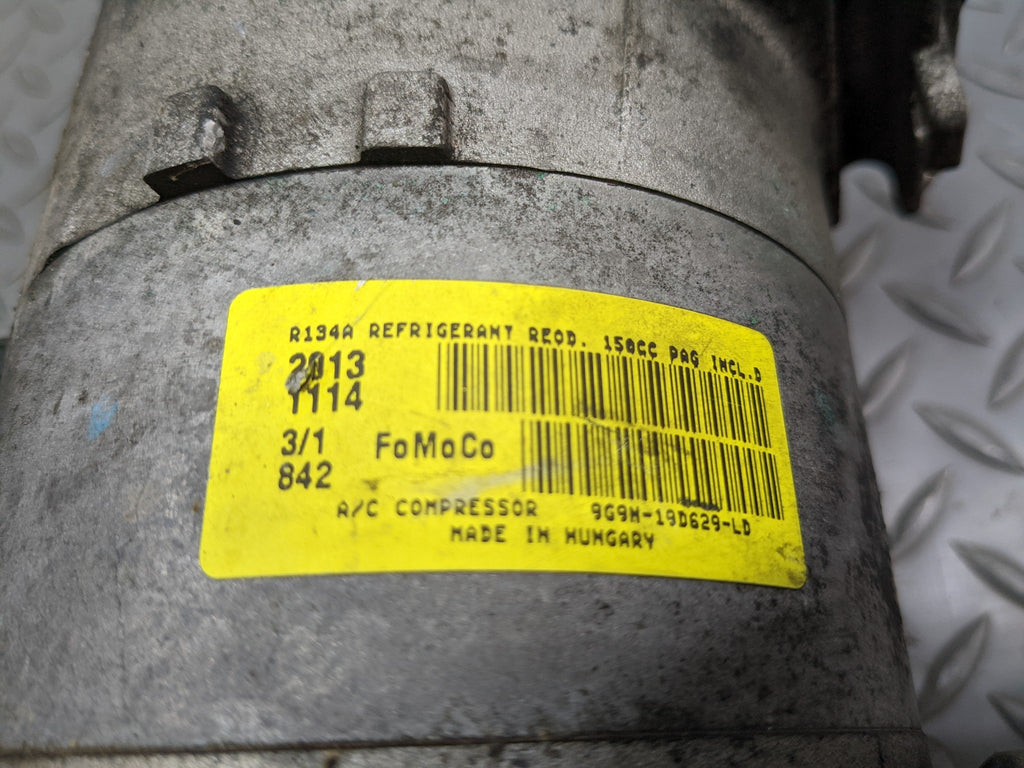 R134A REFRIGERANT REQD. 150CC PAG INCL.D
2013
1114
3/1 FoMoCo
842
A/C COMPRESSOR 9G9N-19D629-LD
MADE IN HUNGARY